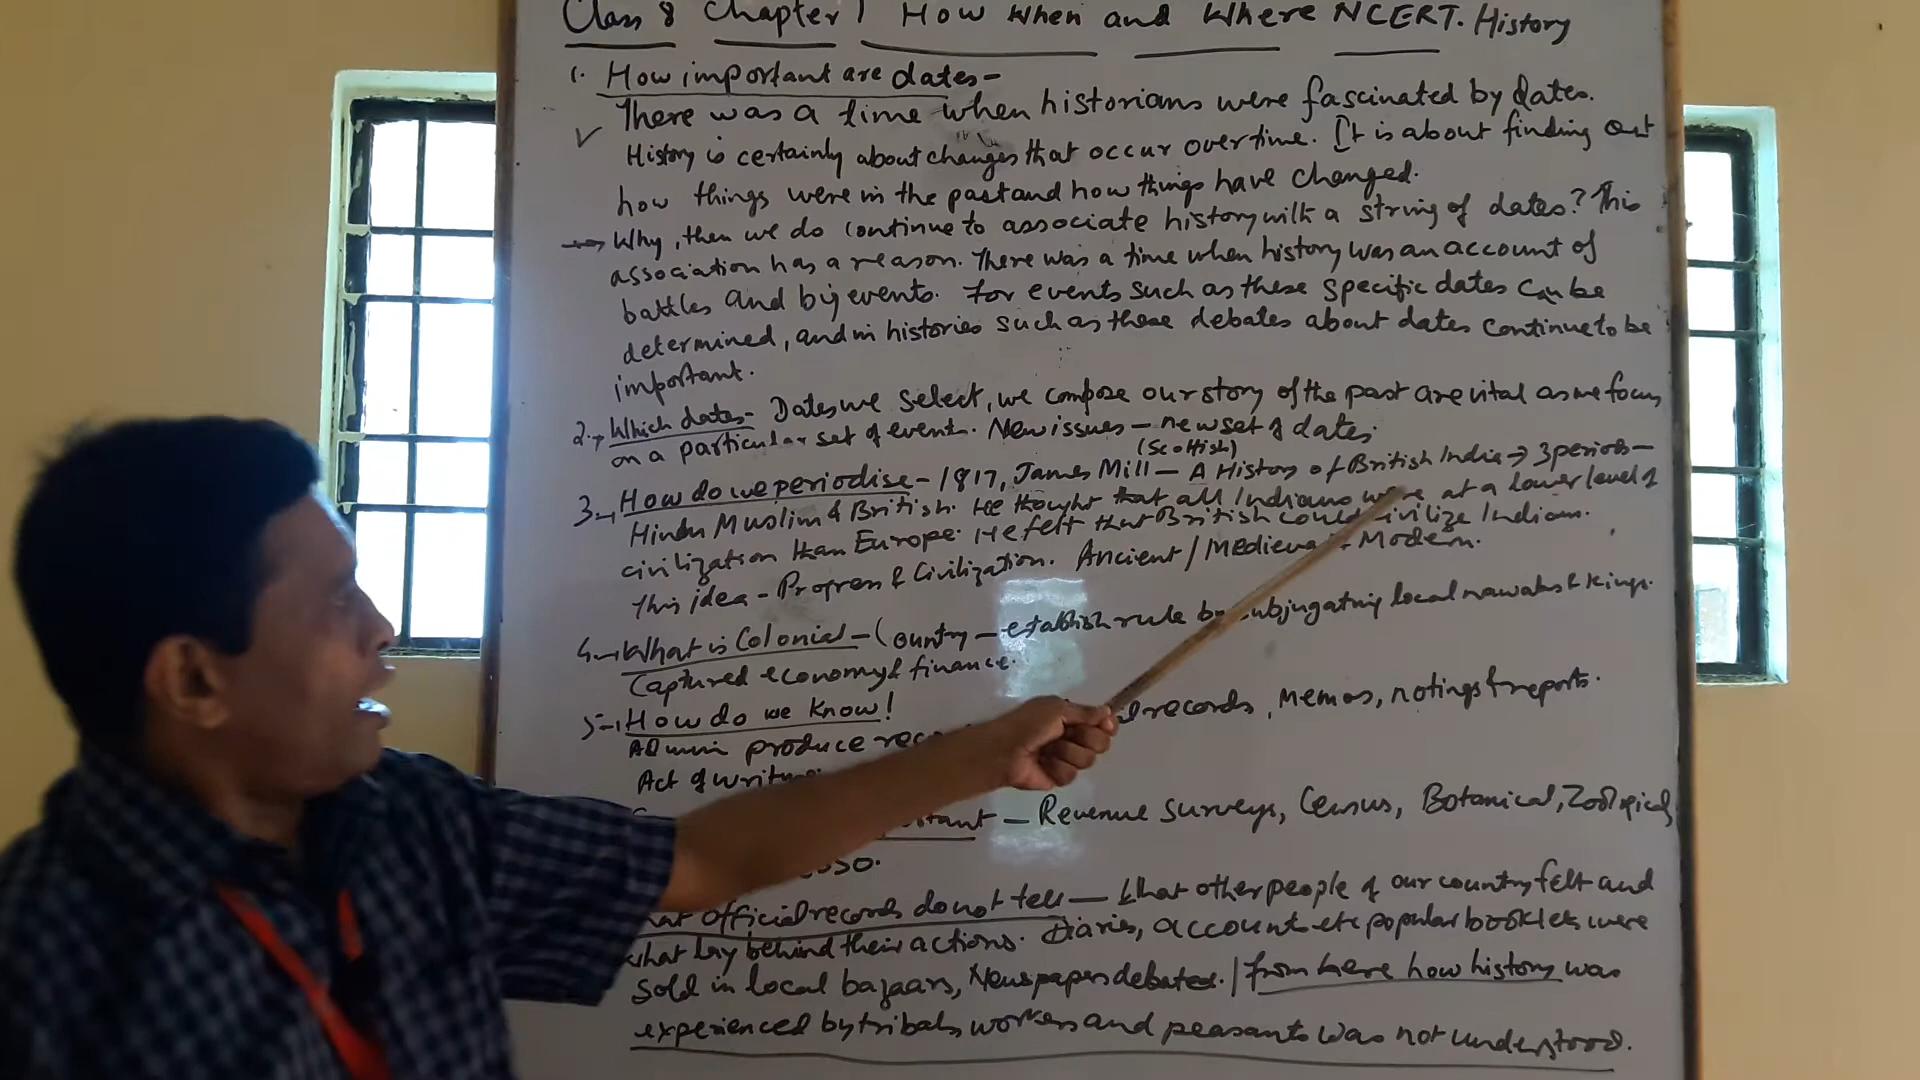 Class 8 Chapter 1 How When and Where NCERT. History
1. How important are dates-
There was a time when historians were fascinated by dates.
History is certainly about changes that occur over time. It is about finding out
how things were in the past and how things have changed.
Why, then we do continue to associate history with a string of dates? This
association has a reason. There was a time when history was an account of
battles and big events. For events such as these specific dates can be
determined, and in histories such as these debates about dates continue to be
important.
2. Which dates- Dates we select, we compose our story of the past are vital as we focus
on a particular set of events. New issues - new set of dates.
(Scottish)
3. How do we periodise - 1817, James Mill - A History of British India → 3 periods -
Hindu Muslim & British. He thought that all Indians were at a lower level of
civilization than Europe. He felt that British could civilize Indians.
This idea - Progress & Civilization. Ancient / Medieval Modern.
4. What is Colonial - Country - establish rule by subjugating local nawabs & kings.
Captured economy & finance.
5. How do we know!
Admin produce records, Memos, notings & reports.
Act of
- Revenue surveys, Census, Botanical, Zoological
official records do not tell - What other people of our country felt and
what lay behind their actions. Diaries, accounts etc popular booklets were
sold in local bazaars, Newspapers debates. / from here how history was
experienced by tribals, workers and peasants was not understood.